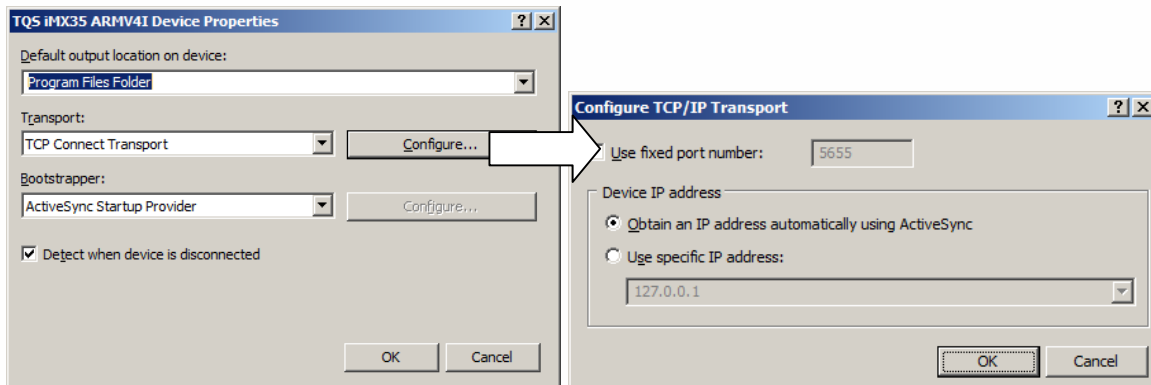 TQS iMX35 ARMV4I Device Properties
Default output location on device:
Program Files Folder
Transport:
TCP Connect Transport
Configure...
Bootstrapper:
ActiveSync Startup Provider
Configure...
Detect when device is disconnected
OK
Cancel
Configure TCP/IP Transport
Use fixed port number:
5655
Device IP address
Obtain an IP address automatically using ActiveSync
Use specific IP address:
127.0.0.1
OK
Cancel